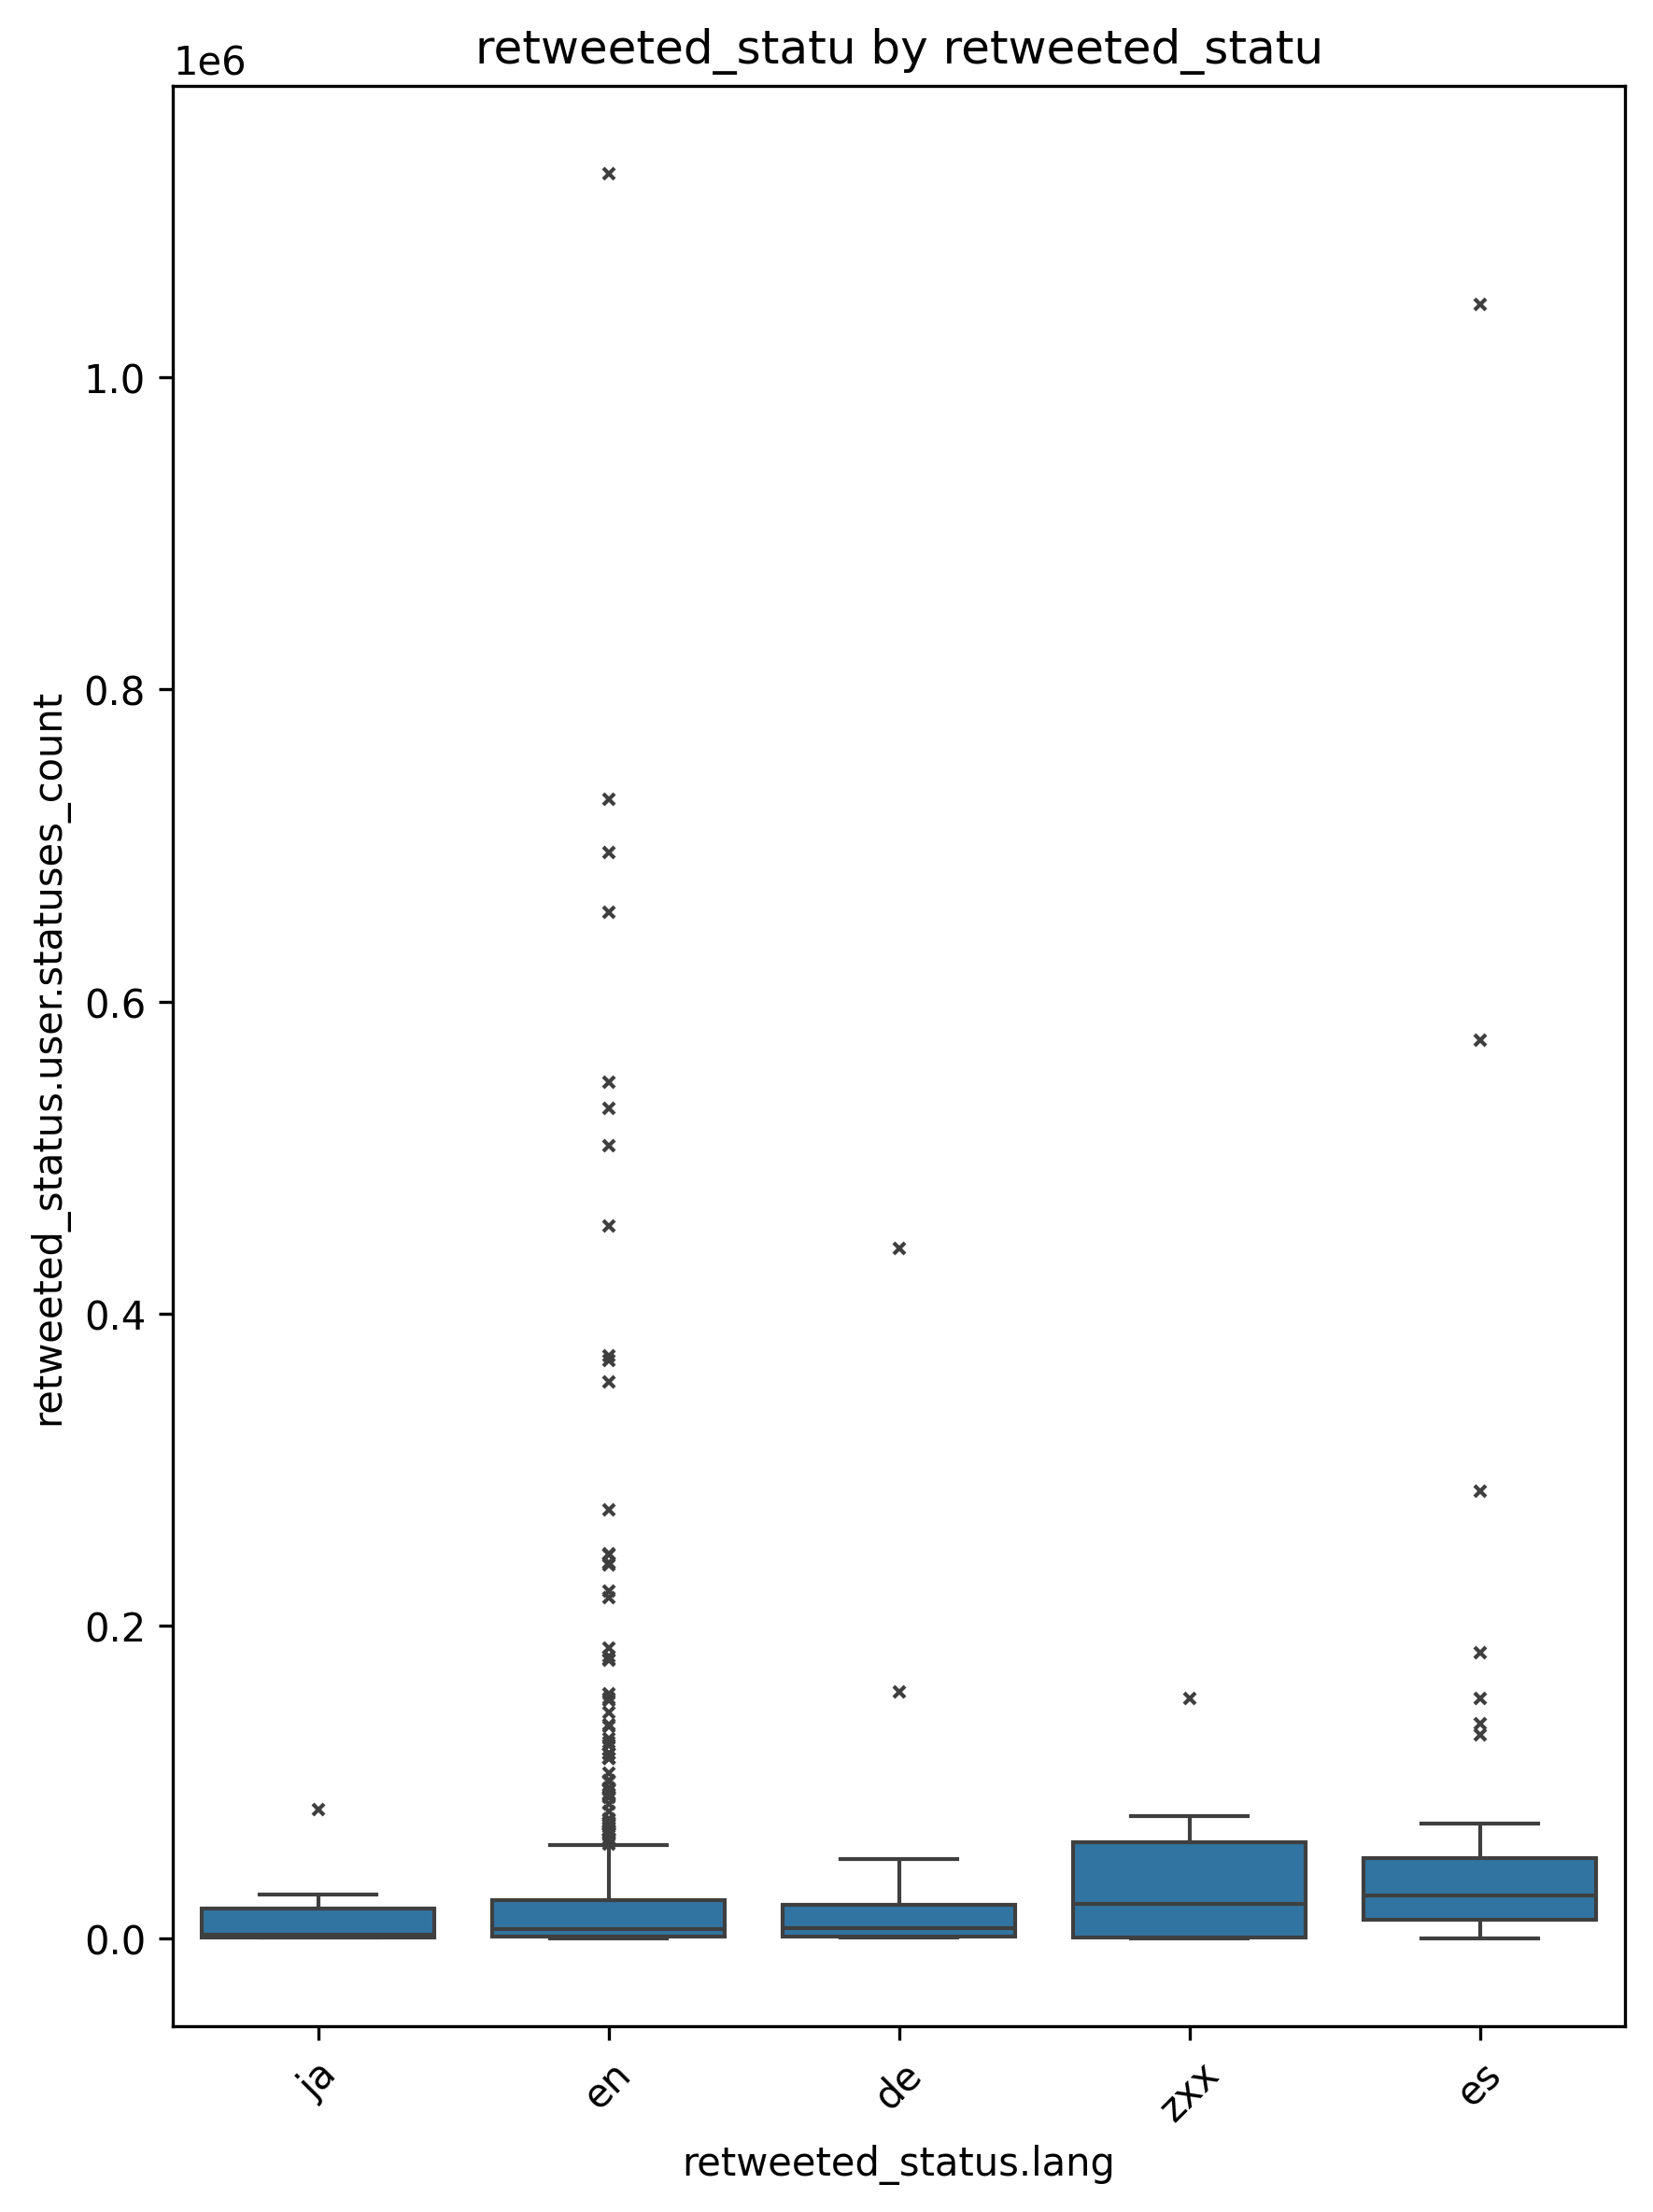 retweeted_statu by retweeted_statu
1e6
1.0
0.8
0.6
0.4
0.2
0.0
retweeted_status.user.statuses_count
ja
en
de
zxx
es
retweeted_status.lang